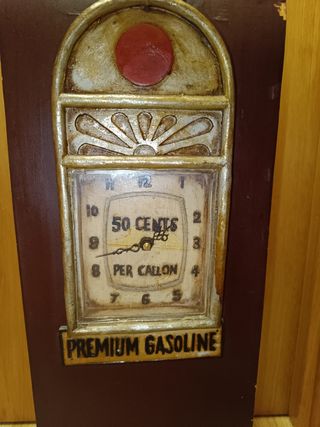 11 12 1
10 2
50 CENTS
9 3
8 PER GALLON 4
7 6 5
PREMIUM GASOLINE